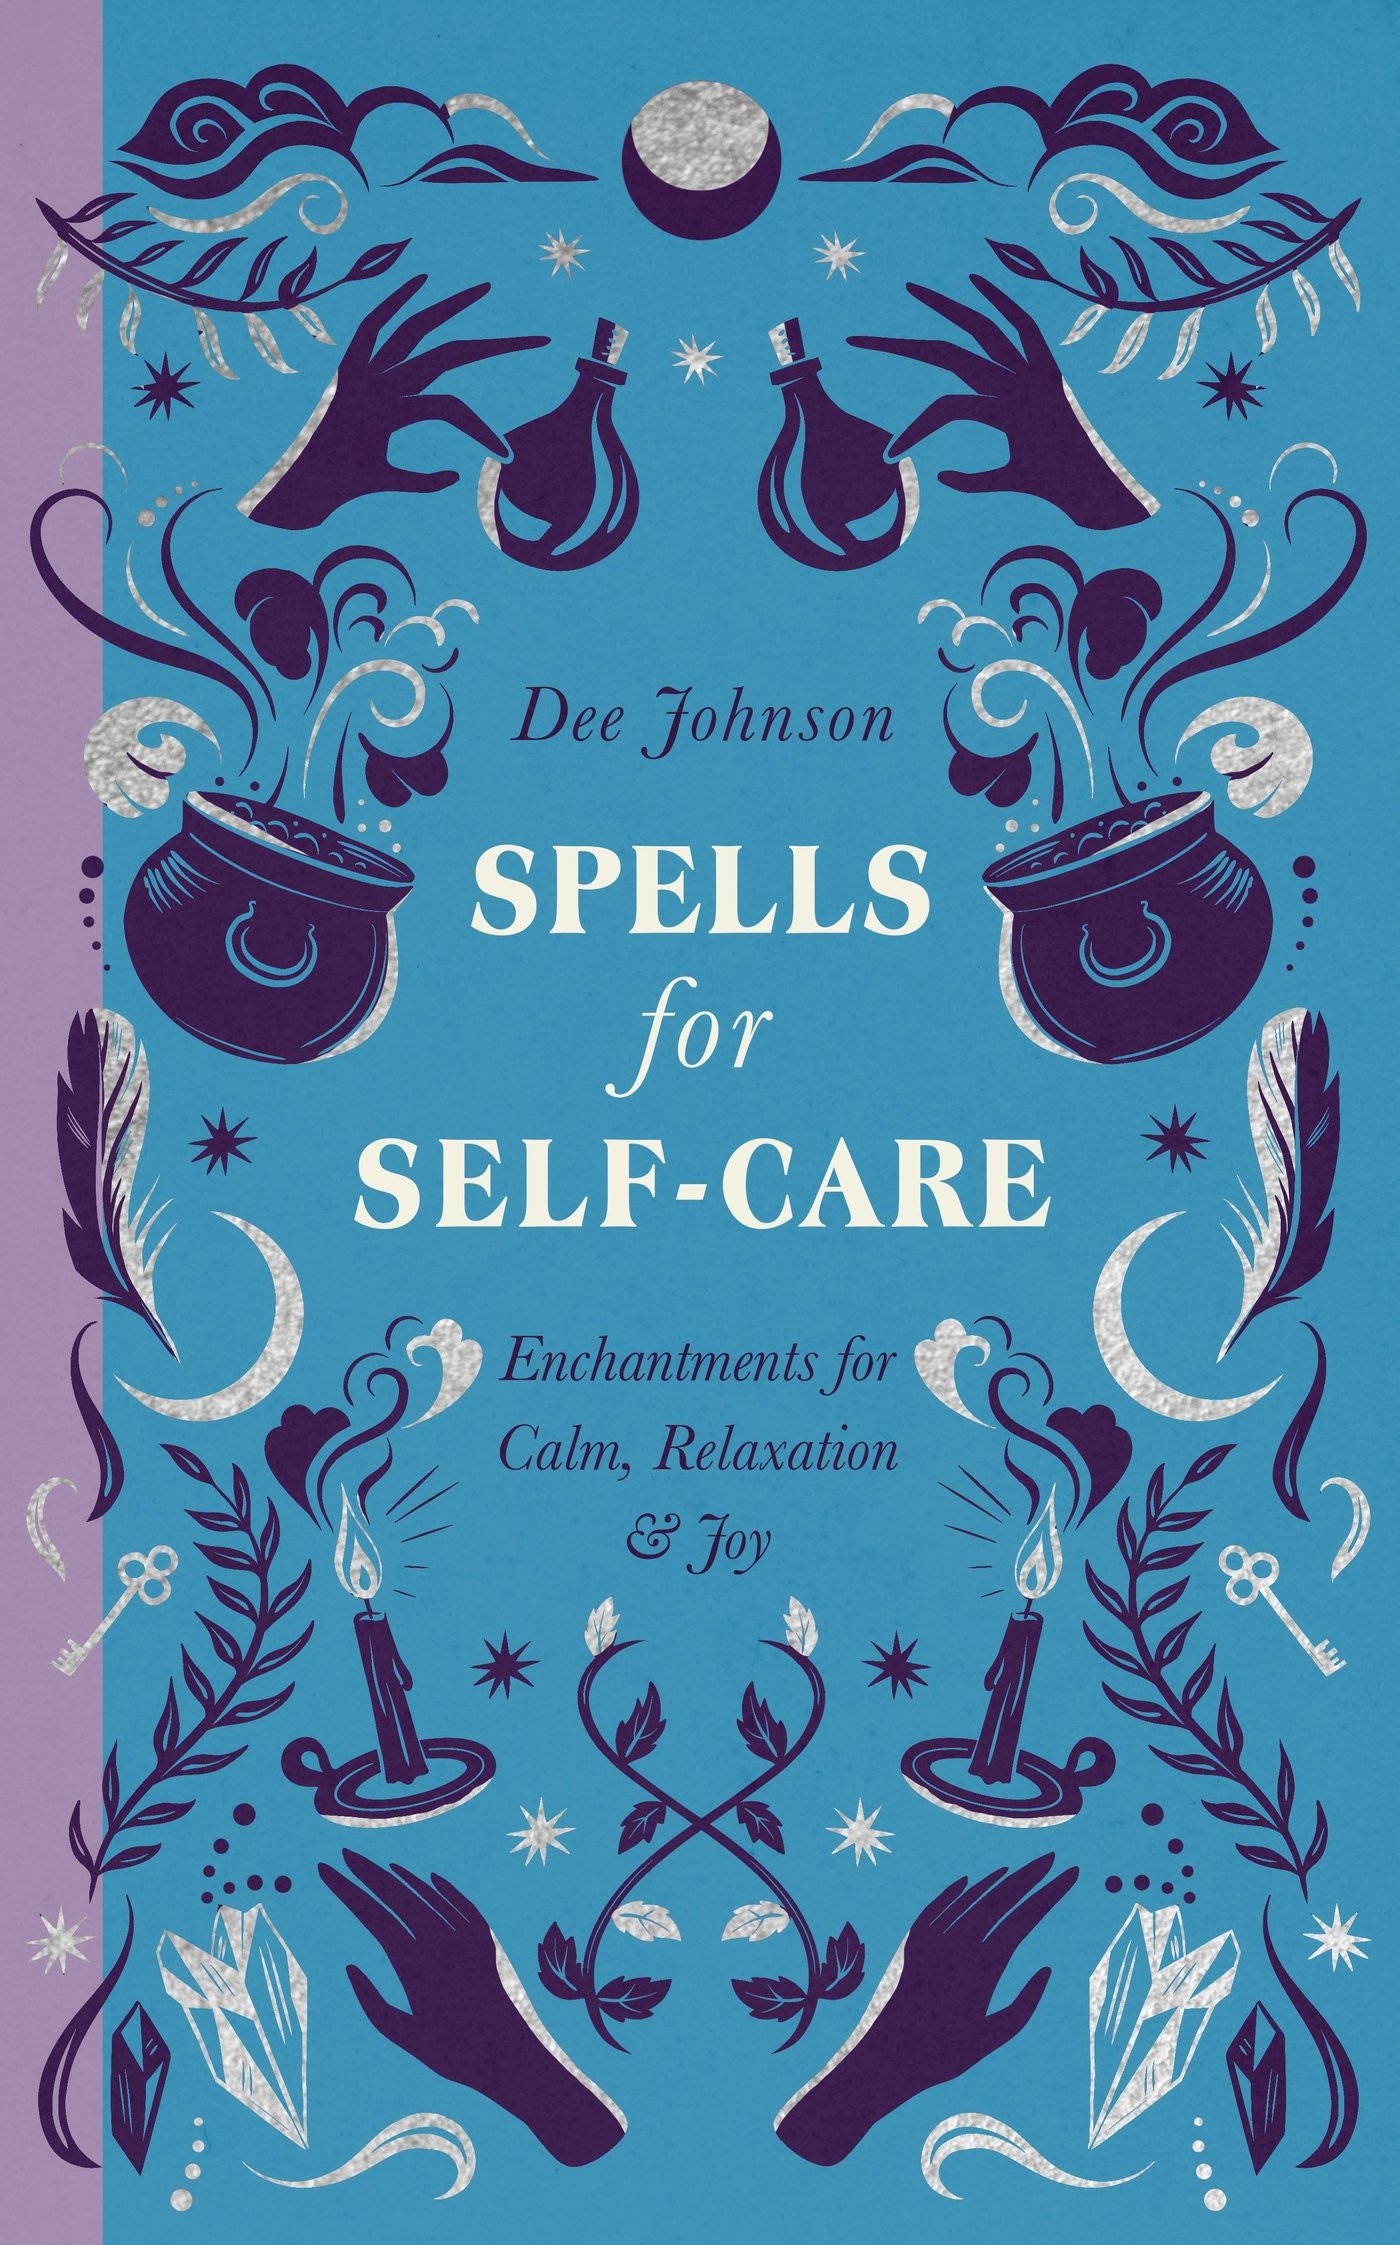 Dee Johnson
SPELLS
for
SELF-CARE
Enchantments for
Calm, Relaxation
& Joy